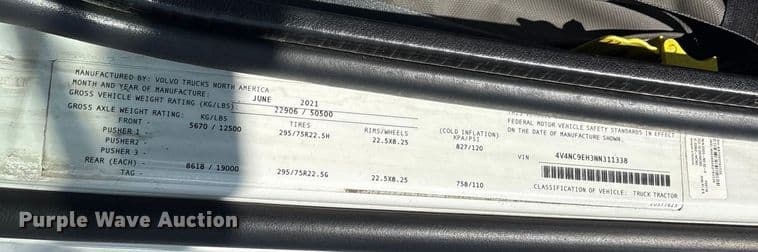 MANUFACTURED BY: VOLVO TRUCKS NORTH AMERICA
MONTH AND YEAR OF MANUFACTURE: JUNE 2021
GROSS VEHICLE WEIGHT RATING (KG/LBS) 22906 / 50500
GROSS AXLE WEIGHT RATING: KG/LBS TIRES RIMS/WHEELS (COLD INFLATION) KPA/PSI
FRONT - 5670 / 12500 295/75R22.5H 22.5X8.25 827/120
PUSHER 1 -
PUSHER2 -
PUSHER 3 -
REAR (EACH) - 8618 / 19000 295/75R22.5G 22.5X8.25 758/110
TAG -
FEDERAL MOTOR VEHICLE SAFETY STANDARDS IN EFFECT
ON THE DATE OF MANUFACTURE SHOWN.
VIN 4V4NC9EH3NN311338
CLASSIFICATION OF VEHICLE: TRUCK TRACTOR
Purple Wave Auction